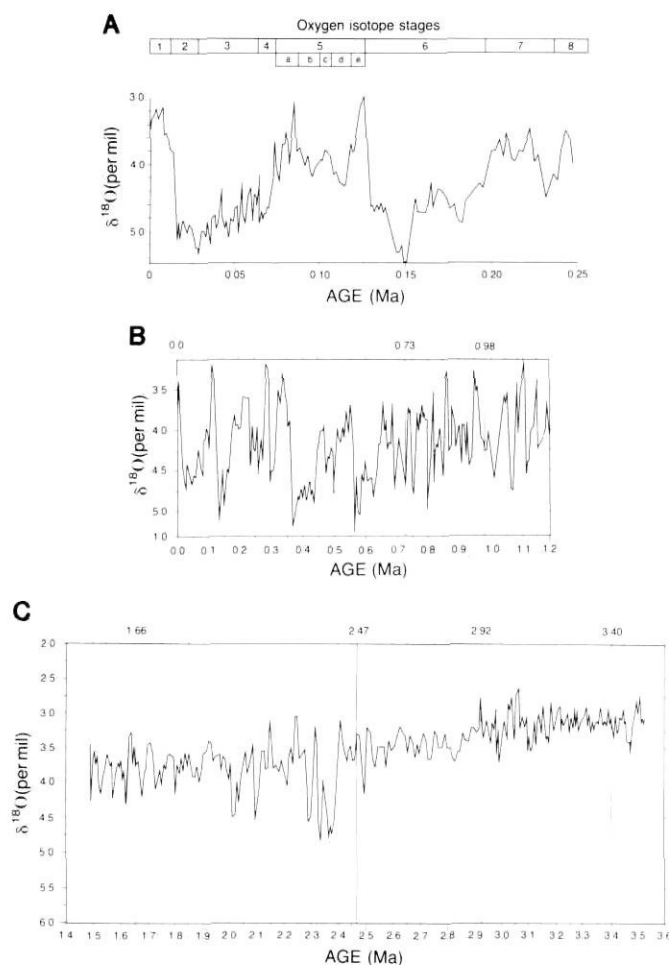 A
Oxygen isotope stages
1 2 3 4 5 6 7 8
a b c d e
3 0
4 0
5 0
δ18O(per mil)
0 0 05 0 10 0 15 0 20 0 25
AGE (Ma)
B
0 0 0 73 0 98
3 5
4 0
4 5
5 0
1 0
δ18O(per mil)
0 0 0 1 0 2 0 3 0 4 0 5 0 6 0 7 0 8 0 9 1 0 1 1 1 2
AGE (Ma)
C
1 66 2 47 2 92 3 40
2 0
2 5
3 0
3 5
4 0
4 5
5 0
6 0
δ18O(per mil)
1 4 1 5 1 6 1 7 1 8 1 9 2 0 2 1 2 2 2 3 2 4 2 5 2 6 2 7 2 8 2 9 3 0 3 1 3 2 3 3 3 4 3 5 3 6
AGE (Ma)